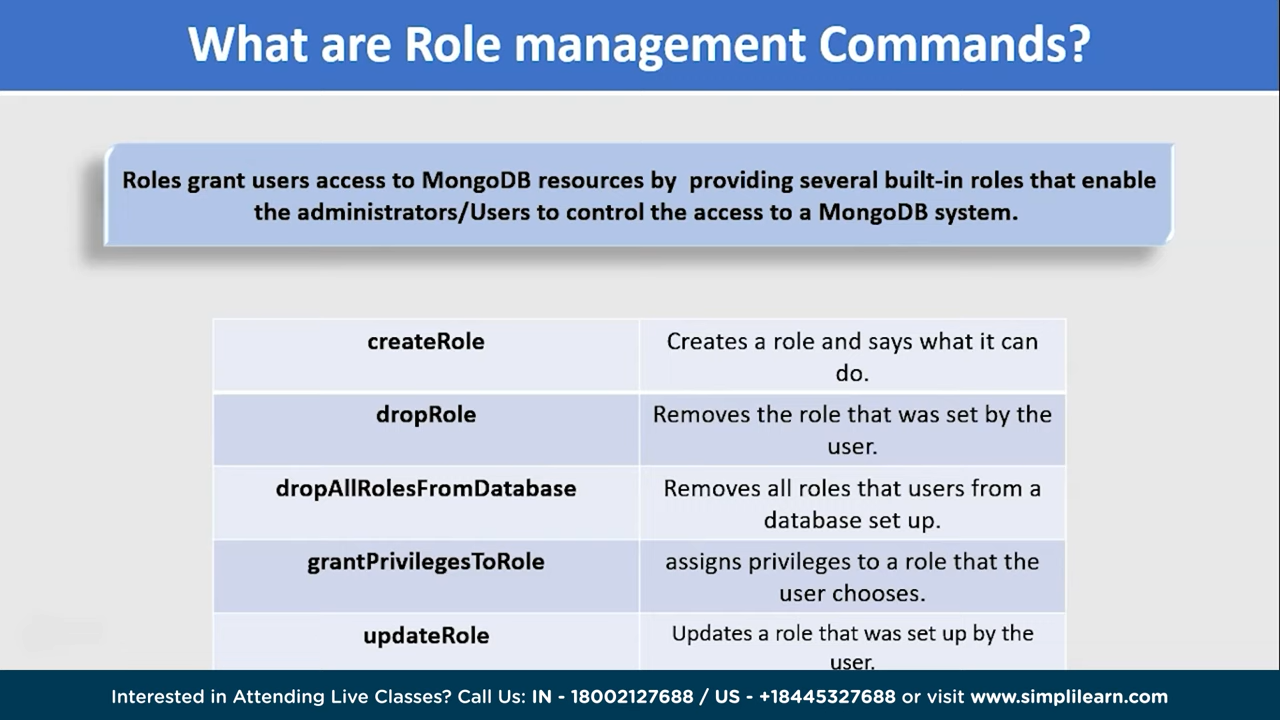 What are Role management Commands?
Roles grant users access to MongoDB resources by  providing several built-in roles that enable
the administrators/Users to control the access to a MongoDB system.
createRole
Creates a role and says what it can
do.
dropRole
Removes the role that was set by the
user.
dropAllRolesFromDatabase
Removes all roles that users from a
database set up.
grantPrivilegesToRole
assigns privileges to a role that the
user chooses.
updateRole
Updates a role that was set up by the
user.
Interested in Attending Live Classes? Call Us: IN - 18002127688 / US - +18445327688 or visit www.simplilearn.com